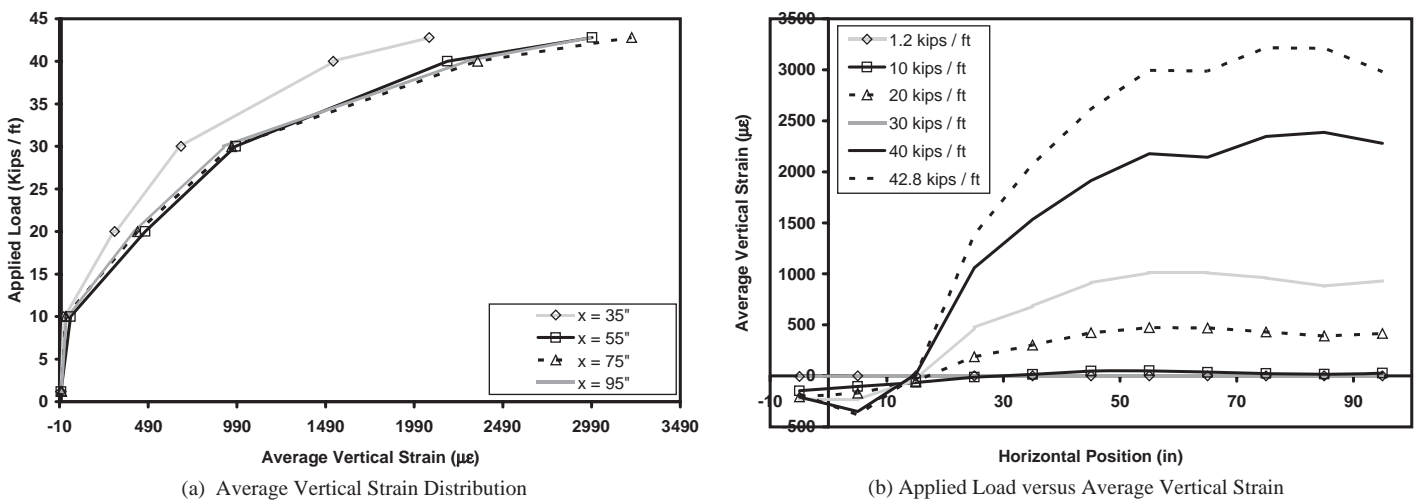 45
40
35
30
25
20
15
10
5
0
-10 490 990 1490 1990 2490 2990 3490
Applied Load (Kips / ft)
Average Vertical Strain (µε)
x = 35"
x = 55"
x = 75"
x = 95"
(a) Average Vertical Strain Distribution
3500
3000
2500
2000
1500
1000
500
0
500
-10 10 30 50 70 90
Average Vertical Strain (µε)
Horizontal Position (in)
1.2 kips / ft
10 kips / ft
20 kips / ft
30 kips / ft
40 kips / ft
42.8 kips / ft
(b) Applied Load versus Average Vertical Strain